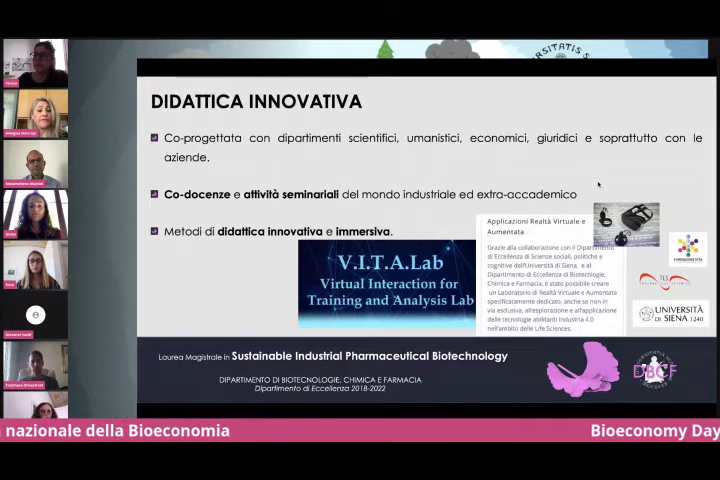 DIDATTICA INNOVATIVA
Co-progettata con dipartimenti scientifici, umanistici, economici, giuridici e soprattutto con le
aziende.
Co-docenze e attività seminariali del mondo industriale ed extra-accademico
Metodi di didattica innovativa e immersiva.
V.I.T.A.Lab
Virtual Interaction for
Training and Analysis Lab
Applicazioni Realtà Virtuale e
Aumentata
Grazie alla collaborazione con il Dipartimento
di Eccellenza di Scienze sociali, politiche e
cognitive dell'Università di Siena, e al
Dipartimento di Eccellenza di Biotecnologie,
Chimica e Farmacia, è stato possibile creare
un Laboratorio di Realtà Virtuale e Aumentata
specificamente dedicato, anche se non in
via esclusiva, all'esplorazione e all'applicazione
delle tecnologie abilitanti Industria 4.0
nell'ambito delle Life Sciences.
FONDAZIONE VITA
TLS
UNIVERSITÀ
DI SIENA 1240
Laurea Magistrale in Sustainable Industrial Pharmaceutical Biotechnology
DIPARTIMENTO DI BIOTECNOLOGIE, CHIMICA E FARMACIA
Dipartimento di Eccellenza 2018-2022
DBCF
nazionale della Bioeconomia
Bioeconomy Day